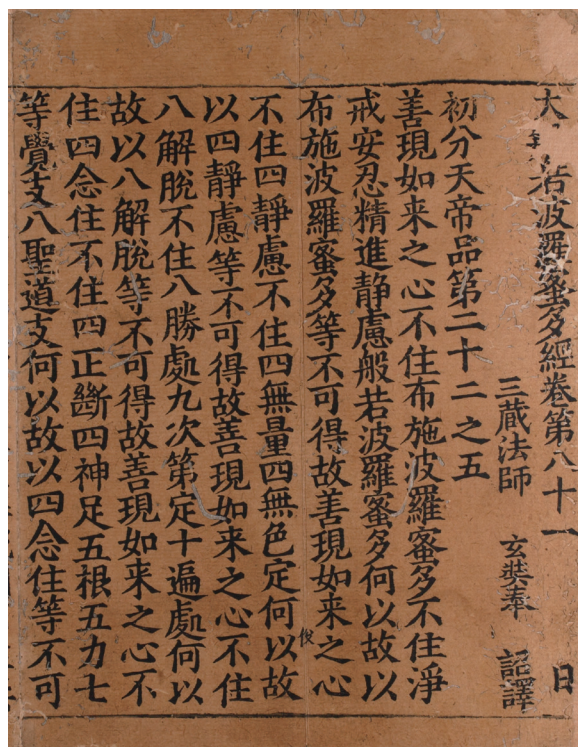 大般若波羅蜜多經卷第八十一 日
三藏法師 玄奘奉 詔譯
初分天帝品第二十二之五
善現如来之心不住布施波羅蜜多不住淨
戒安忍精進靜慮般若波羅蜜多何以故以
布施波羅蜜多等不可得故善現如来之心
俊
不住四靜慮不住四無量四無色定何以故
以四靜慮等不可得故善現如来之心不住
八解脫不住八勝處九次第定十遍處何以
故以八解脫等不可得故善現如来之心不
住四念住不住四正斷四神足五根五力七
等覺支八聖道支何以故以四念住等不可